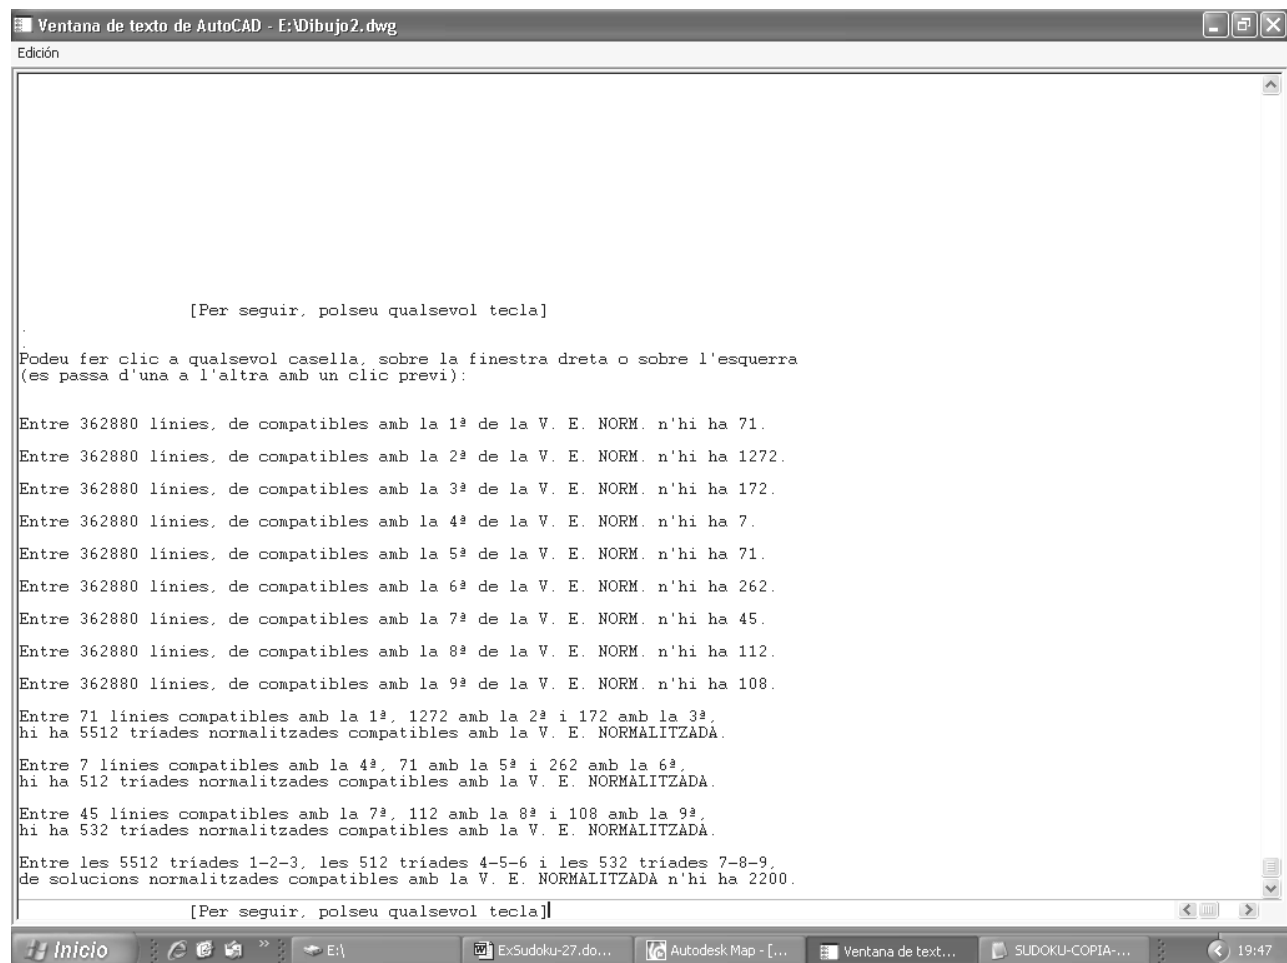 Ventana de texto de AutoCAD - E:\Dibujo2.dwg
Edición
[Per seguir, polseu qualsevol tecla]
.
.
Podeu fer clic a qualsevol casella, sobre la finestra dreta o sobre l'esquerra
(es passa d'una a l'altra amb un clic previ):
Entre 362880 línies, de compatibles amb la 1ª de la V. E. NORM. n'hi ha 71.
Entre 362880 línies, de compatibles amb la 2ª de la V. E. NORM. n'hi ha 1272.
Entre 362880 línies, de compatibles amb la 3ª de la V. E. NORM. n'hi ha 172.
Entre 362880 línies, de compatibles amb la 4ª de la V. E. NORM. n'hi ha 7.
Entre 362880 línies, de compatibles amb la 5ª de la V. E. NORM. n'hi ha 71.
Entre 362880 línies, de compatibles amb la 6ª de la V. E. NORM. n'hi ha 262.
Entre 362880 línies, de compatibles amb la 7ª de la V. E. NORM. n'hi ha 45.
Entre 362880 línies, de compatibles amb la 8ª de la V. E. NORM. n'hi ha 112.
Entre 362880 línies, de compatibles amb la 9ª de la V. E. NORM. n'hi ha 108.
Entre 71 línies compatibles amb la 1ª, 1272 amb la 2ª i 172 amb la 3ª,
hi ha 5512 tríades normalitzades compatibles amb la V. E. NORMALITZADA.
Entre 7 línies compatibles amb la 4ª, 71 amb la 5ª i 262 amb la 6ª,
hi ha 512 tríades normalitzades compatibles amb la V. E. NORMALITZADA.
Entre 45 línies compatibles amb la 7ª, 112 amb la 8ª i 108 amb la 9ª,
hi ha 532 tríades normalitzades compatibles amb la V. E. NORMALITZADA.
Entre les 5512 tríades 1-2-3, les 512 tríades 4-5-6 i les 532 tríades 7-8-9,
de solucions normalitzades compatibles amb la V. E. NORMALITZADA n'hi ha 2200.
[Per seguir, polseu qualsevol tecla]
Inicio » E:\ ExSudoku-27.do... Autodesk Map - [... Ventana de text... SUDOKU-COPIA-... 19:47